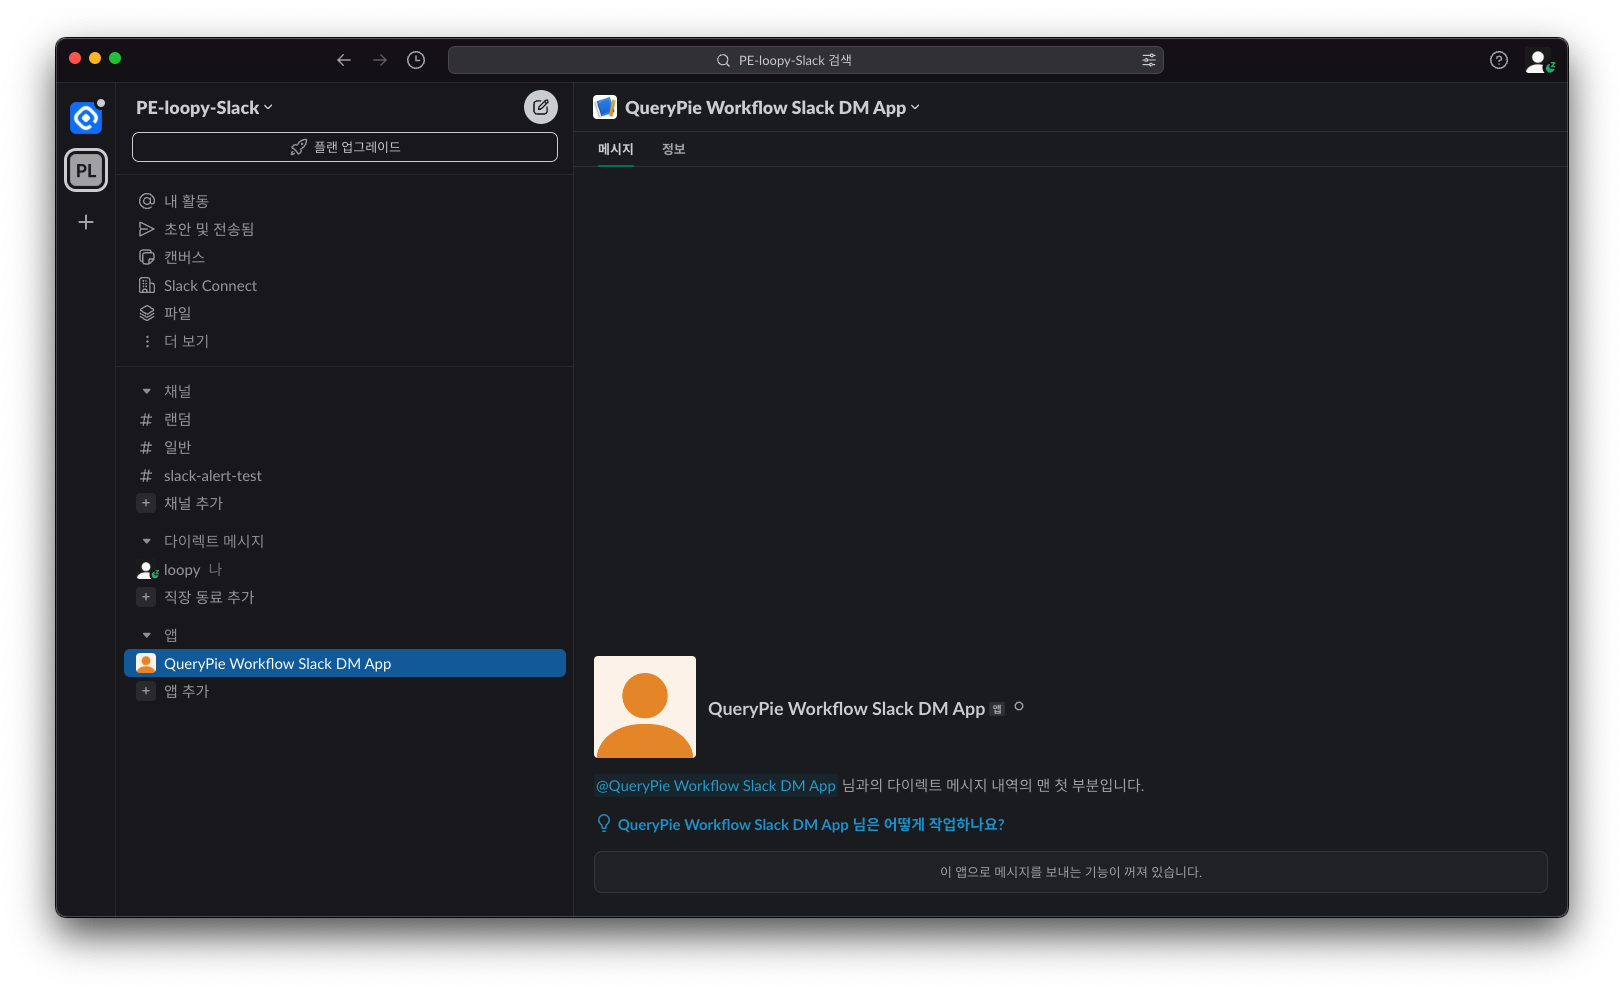 PE-loopy-Slack 검색
PL
PE-loopy-Slack
플랜 업그레이드
내 활동
초안 및 전송됨
캔버스
Slack Connect
파일
더 보기
채널
# 랜덤
# 일반
# slack-alert-test
+ 채널 추가
다이렉트 메시지
loopy 나
+ 직장 동료 추가
앱
QueryPie Workflow Slack DM App
+ 앱 추가
QueryPie Workflow Slack DM App
메시지 정보
QueryPie Workflow Slack DM App 앱
@QueryPie Workflow Slack DM App 님과의 다이렉트 메시지 내역의 맨 첫 부분입니다.
QueryPie Workflow Slack DM App 님은 어떻게 작업하나요?
이 앱으로 메시지를 보내는 기능이 꺼져 있습니다.